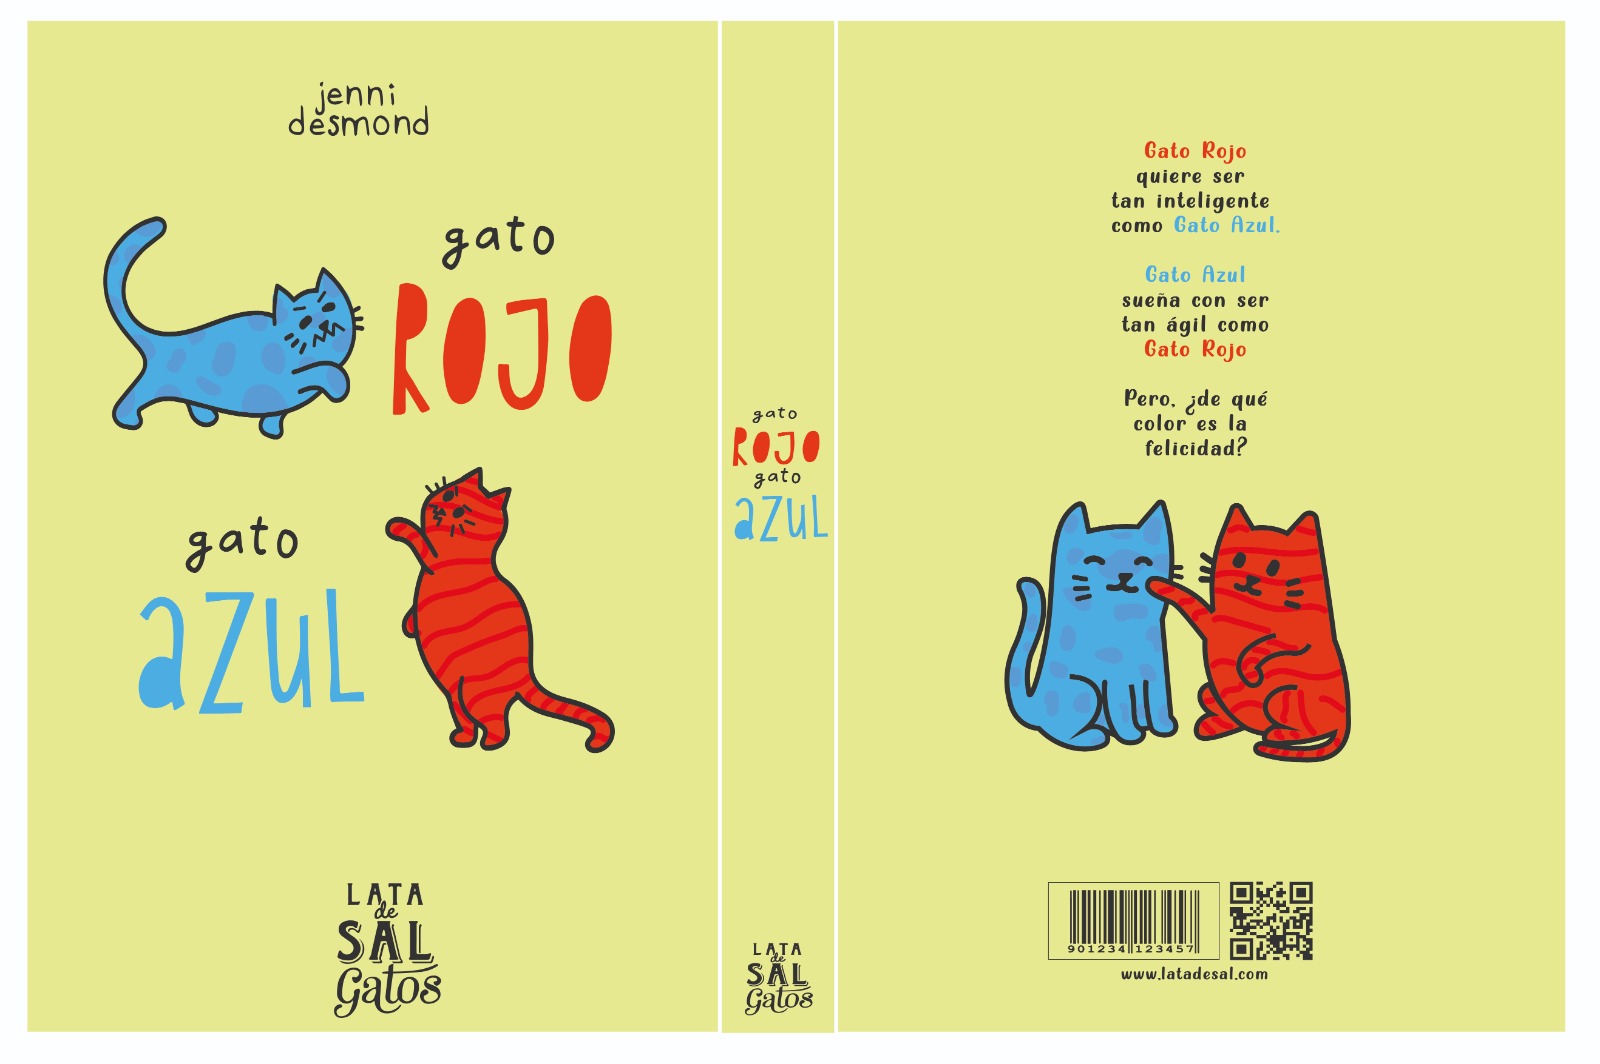 jenni
desmond
gato
ROJO
gato
azul
LATA
de
SAL
Gatos
gato
ROJO
gato
azul
LATA
de
SAL
Gatos
Gato Rojo
quiere ser
tan inteligente
como Gato Azul.
Gato Azul
sueña con ser
tan ágil como
Gato Rojo
Pero, ¿de qué
color es la
felicidad?
901234 123457
www.latadesal.com